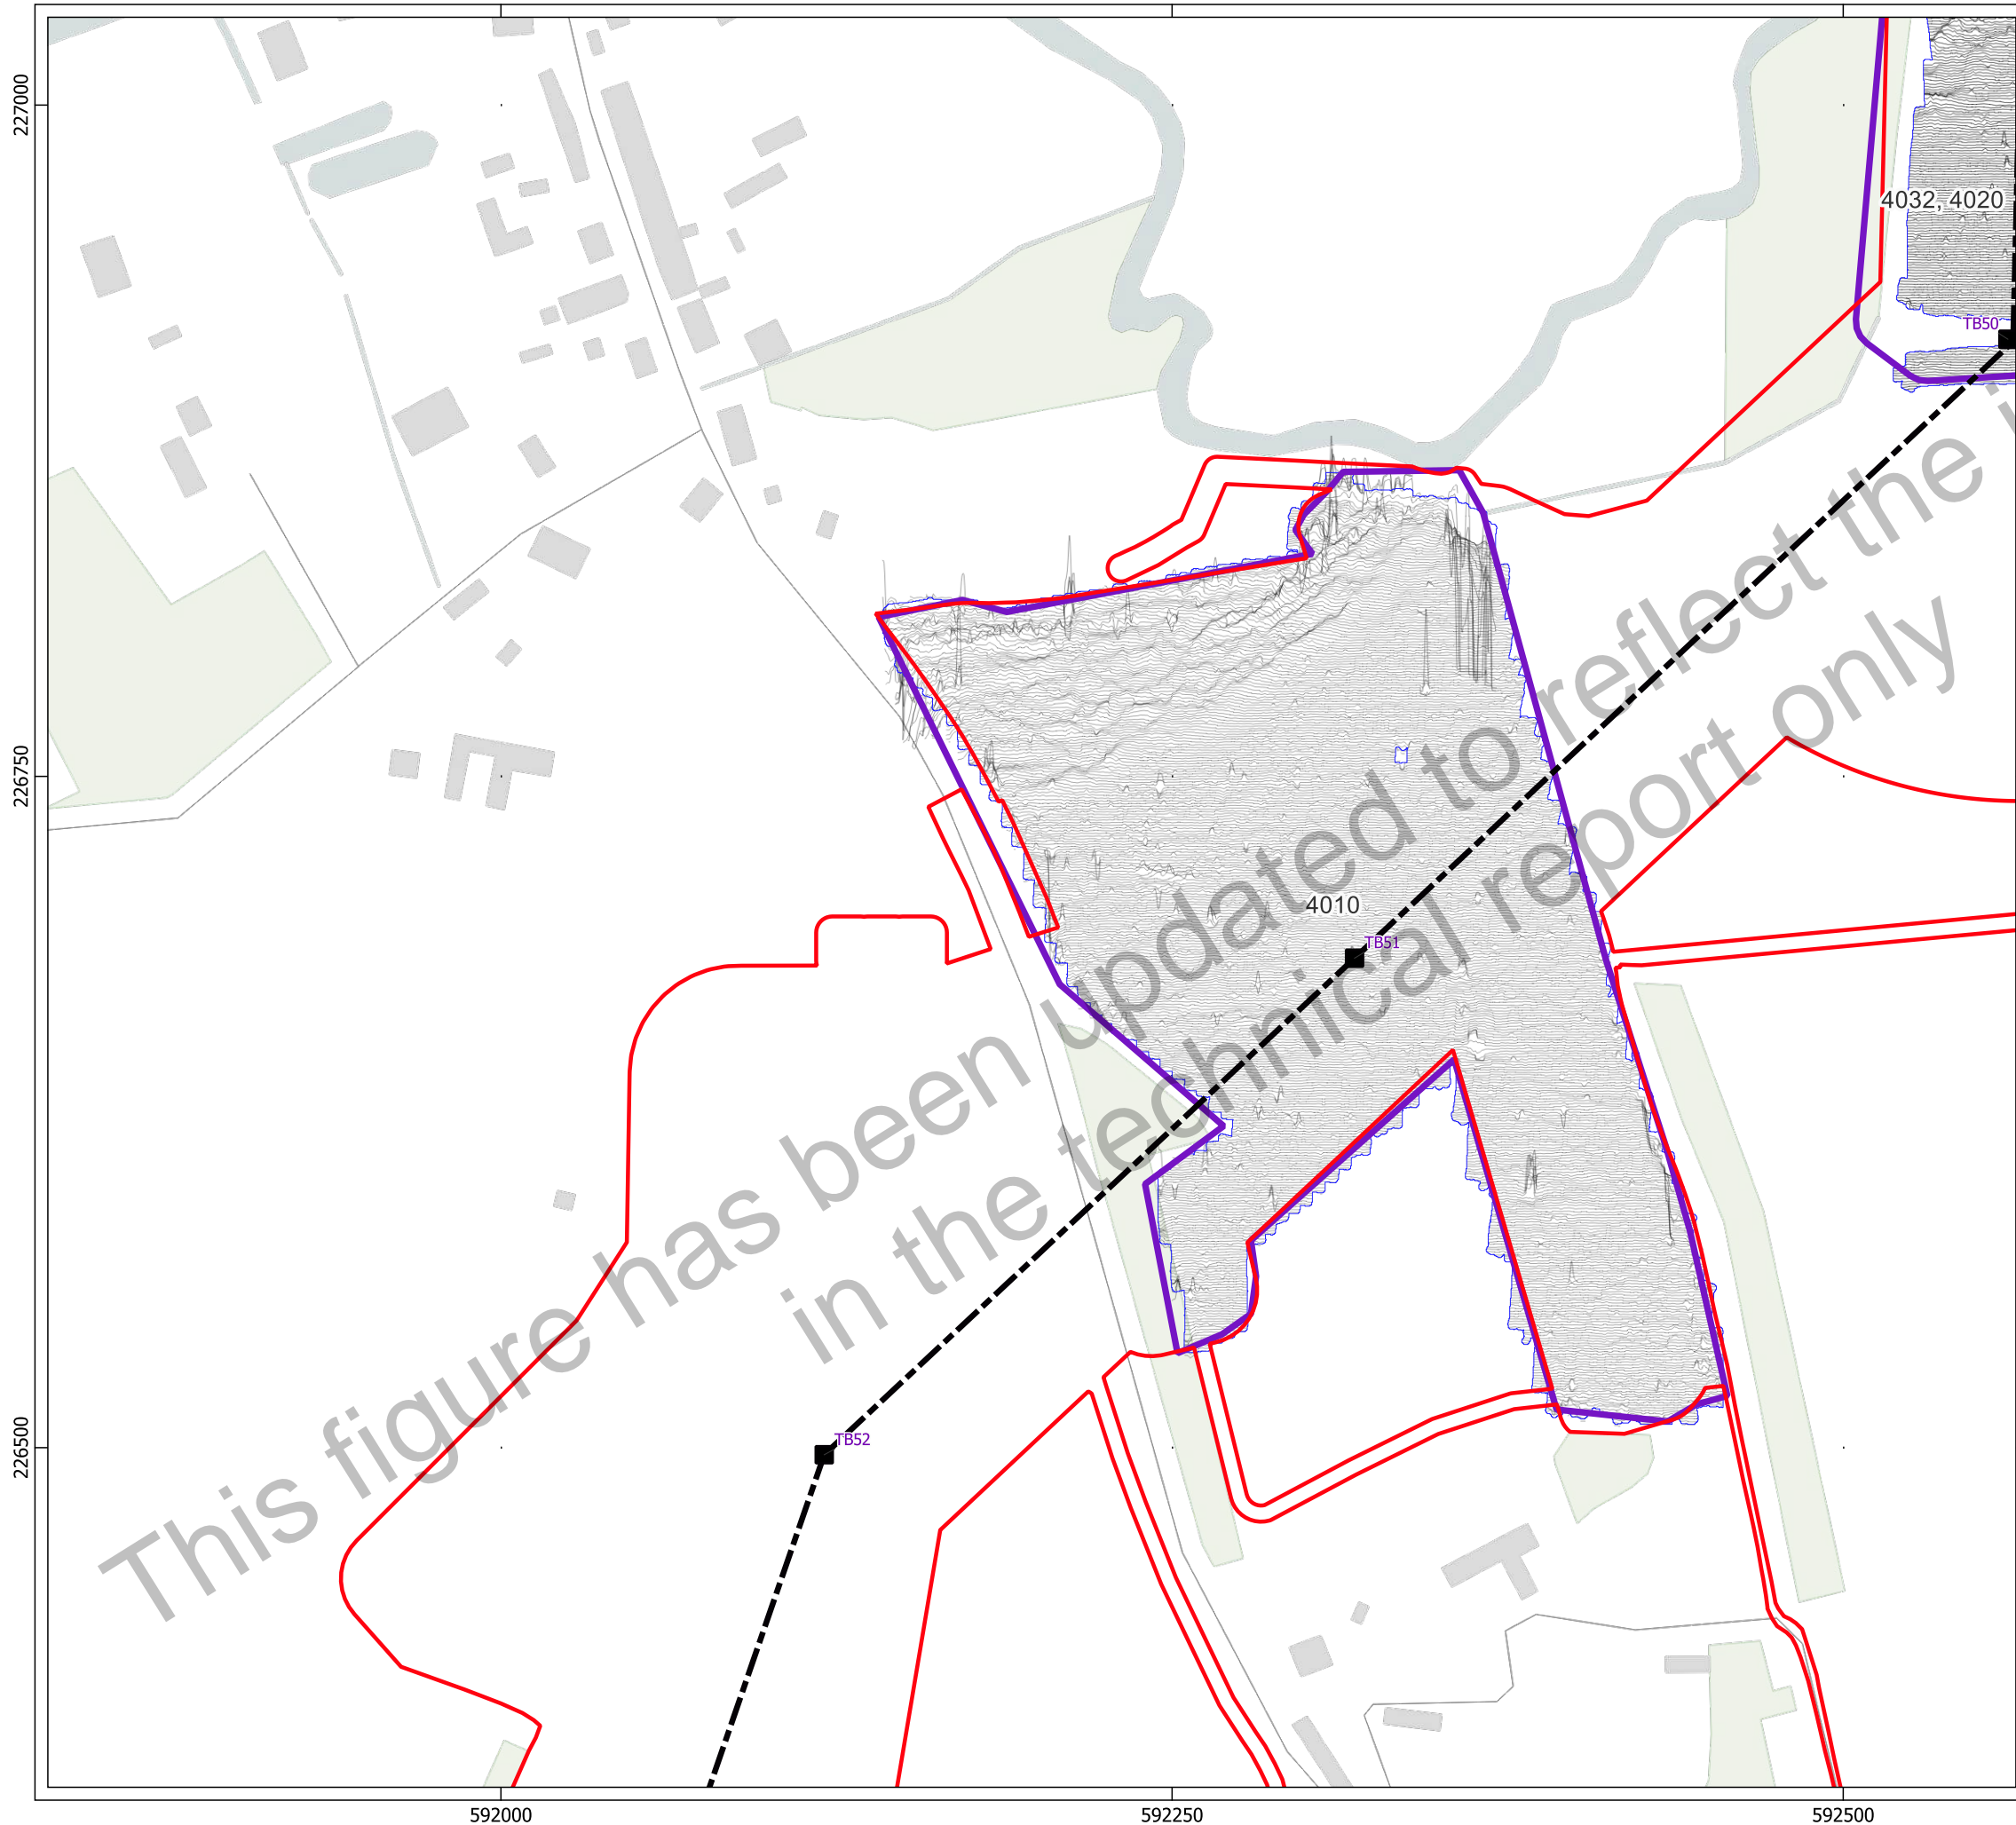 227000
4032, 4020
TB50
226750
4010
TB51
This figure has been updated to reflect the i
in the technical report only
226500
TB52
592000
592250
592500